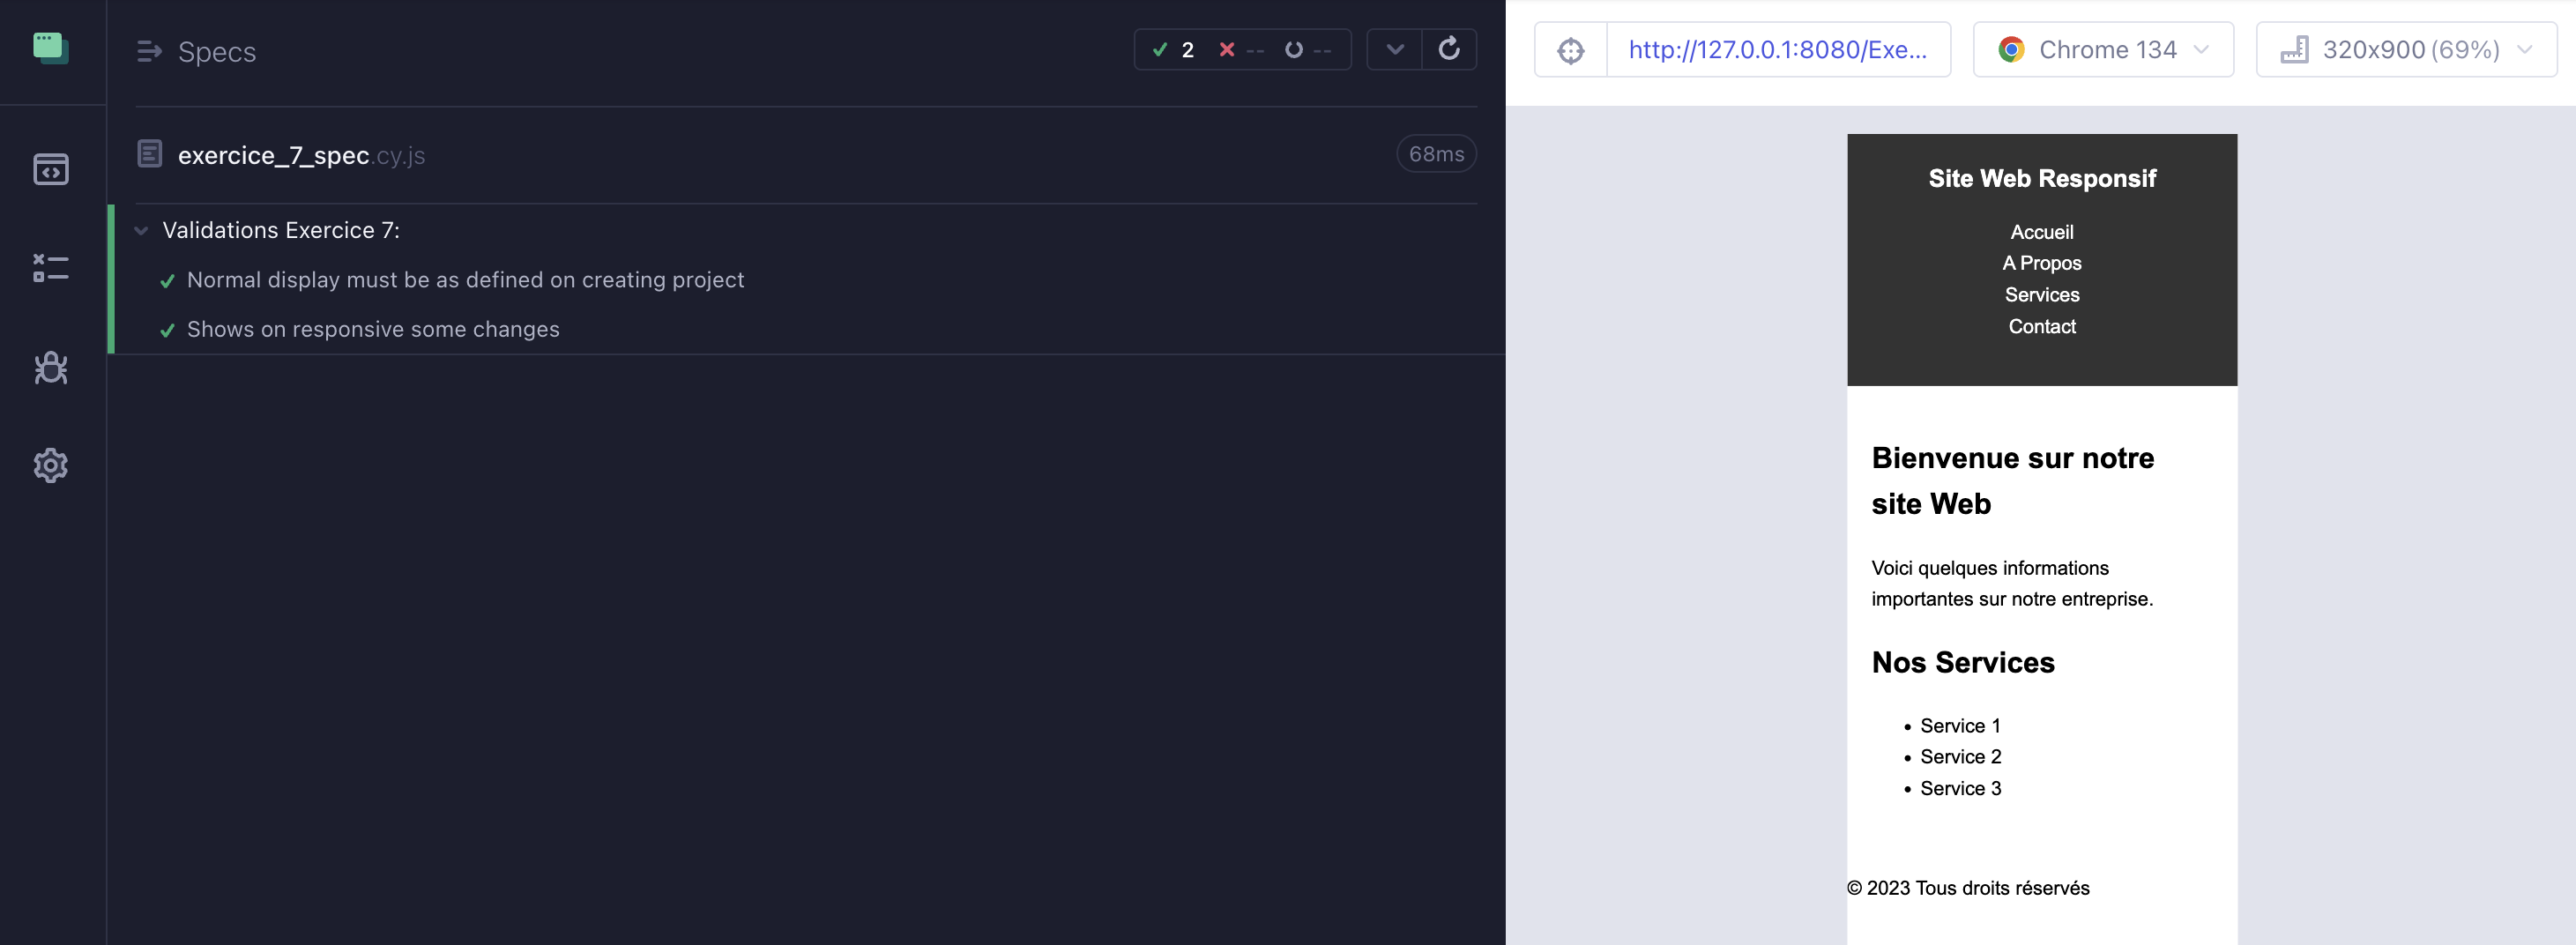 Specs
2 -- --
exercice_7_spec.cy.js
68ms
Validations Exercice 7:
Normal display must be as defined on creating project
Shows on responsive some changes
http://127.0.0.1:8080/Exe...
Chrome 134
320x900 (69%)
Site Web Responsif
Accueil
A Propos
Services
Contact
Bienvenue sur notre
site Web
Voici quelques informations
importantes sur notre entreprise.
Nos Services
• Service 1
• Service 2
• Service 3
© 2023 Tous droits réservés